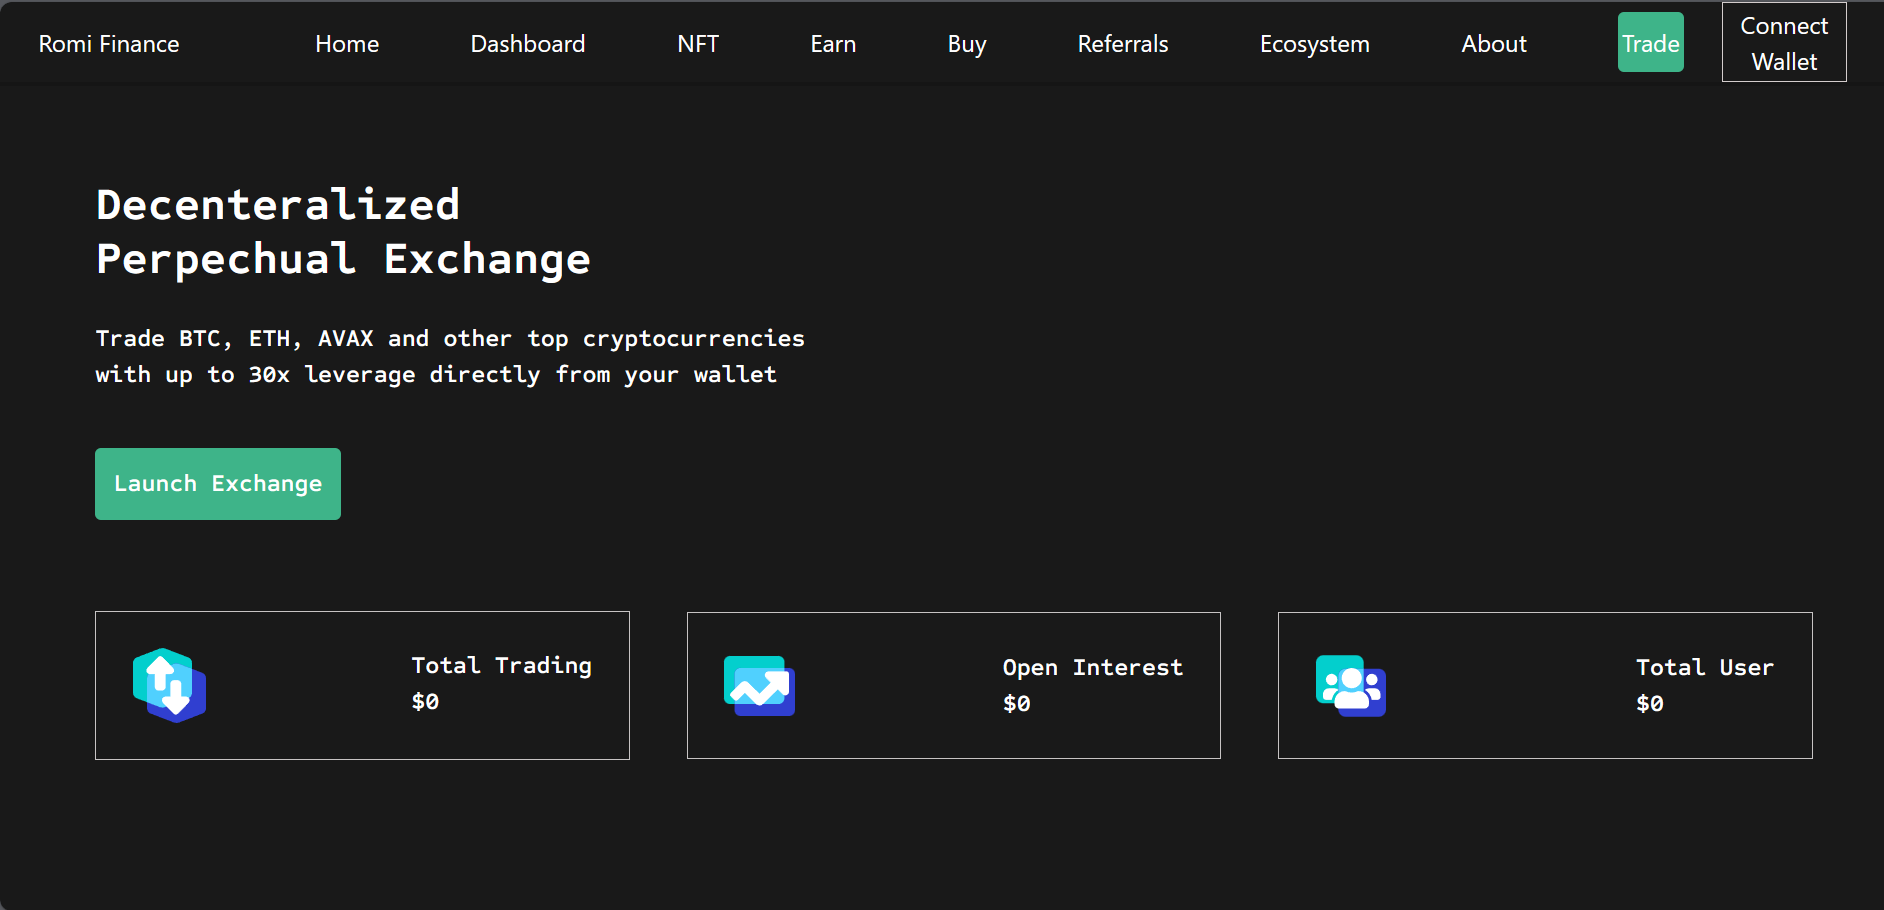 Romi Finance
Home
Dashboard
NFT
Earn
Buy
Referrals
Ecosystem
About
Trade
Connect
Wallet
Decenteralized
Perpechual Exchange
Trade BTC, ETH, AVAX and other top cryptocurrencies
with up to 30x leverage directly from your wallet
Launch Exchange
Total Trading
$0
Open Interest
$0
Total User
$0